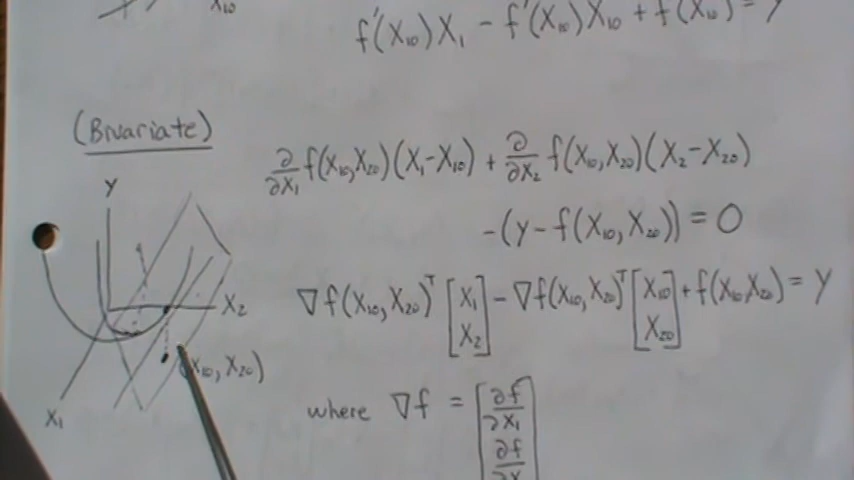 X₁₀
f'(X₁₀)X₁ - f'(X₁₀)X₁₀ + f(X₁₀) = Y
(Bivariate)
∂/∂X₁ f(X₁₀,X₂₀)(X₁-X₁₀) + ∂/∂X₂ f(X₁₀,X₂₀)(X₂-X₂₀)
-(y-f(X₁₀,X₂₀)) = 0
Y
X₂
X₁
(X₁₀, X₂₀)
∇f(X₁₀,X₂₀)ᵀ [X₁ X₂] - ∇f(X₁₀,X₂₀)ᵀ [X₁₀ X₂₀] + f(X₁₀,X₂₀) = Y
where ∇f = [∂f/∂X₁ ∂f/∂X